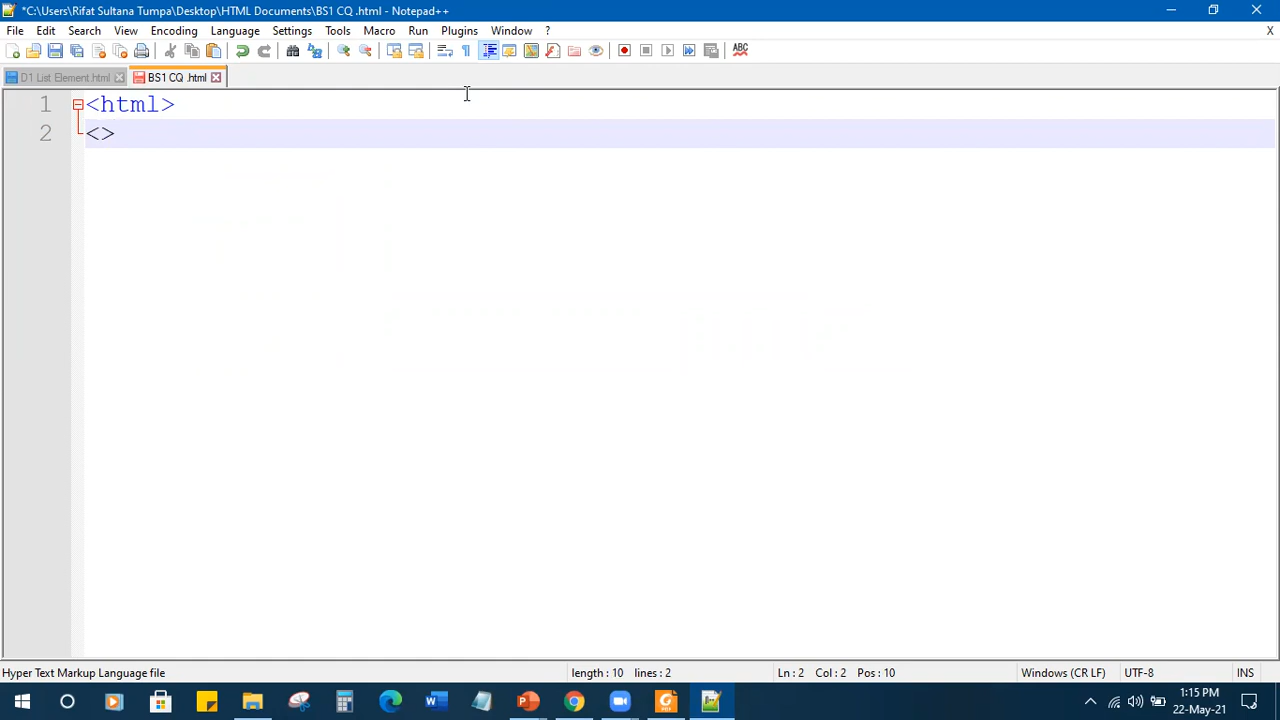 *C:\Users\Rifat Sultana Tumpa\Desktop\HTML Documents\BS1 CQ .html - Notepad++
File Edit Search View Encoding Language Settings Tools Macro Run Plugins Window ? X
D1 List Element.html BS1 CQ .html
1 <html>
2 <>
Hyper Text Markup Language file length : 10 lines : 2 Ln : 2 Col : 2 Pos : 10 Windows (CR LF) UTF-8 INS
1:15 PM
22-May-21